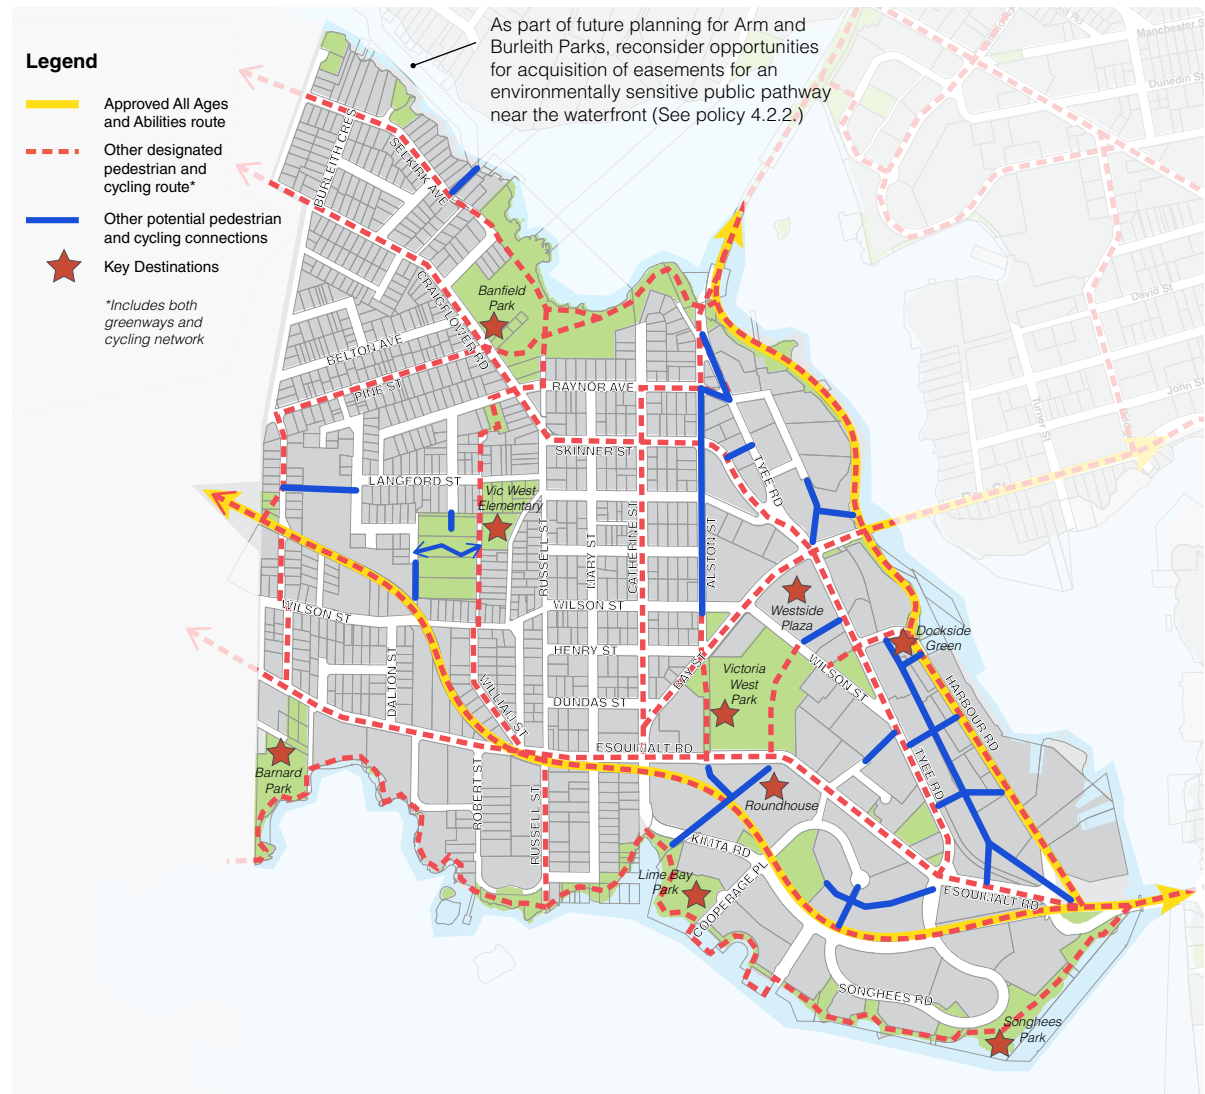 As part of future planning for Arm and
Burleith Parks, reconsider opportunities
for acquisition of easements for an
environmentally sensitive public pathway
near the waterfront (See policy 4.2.2.)
Legend
Approved All Ages
and Abilities route
Other designated
pedestrian and
cycling route*
Other potential pedestrian
and cycling connections
Key Destinations
*Includes both
greenways and
cycling network
Manchester
Dunedin St
David St
John St
Turner St
BURLEITH CRES
SELKIRK AVE
CRAIGFLOWER RD
Banfield
Park
BELTON AVE
PINE ST
RAYNOR AVE
SKINNER ST
LANGFORD ST
Vic West
Elementary
TYEE RD
RUSSELL ST
MARY ST
CATHERINE ST
ALSTON ST
WILSON ST
WILSON ST
Westside
Plaza
Dockside
Green
HENRY ST
BAY ST
Victoria
West
Park
WILSON ST
HARBOUR RD
DALTON ST
WILLIAM ST
DUNDAS ST
ESQUIMALT RD
TYEE RD
Barnard
Park
ROBERT ST
RUSSELL ST
Roundhouse
KIMTA RD
Lime Bay
Park
COOPERAGE PL
ESQUIMALT RD
SONGHEES RD
Songhees
Park